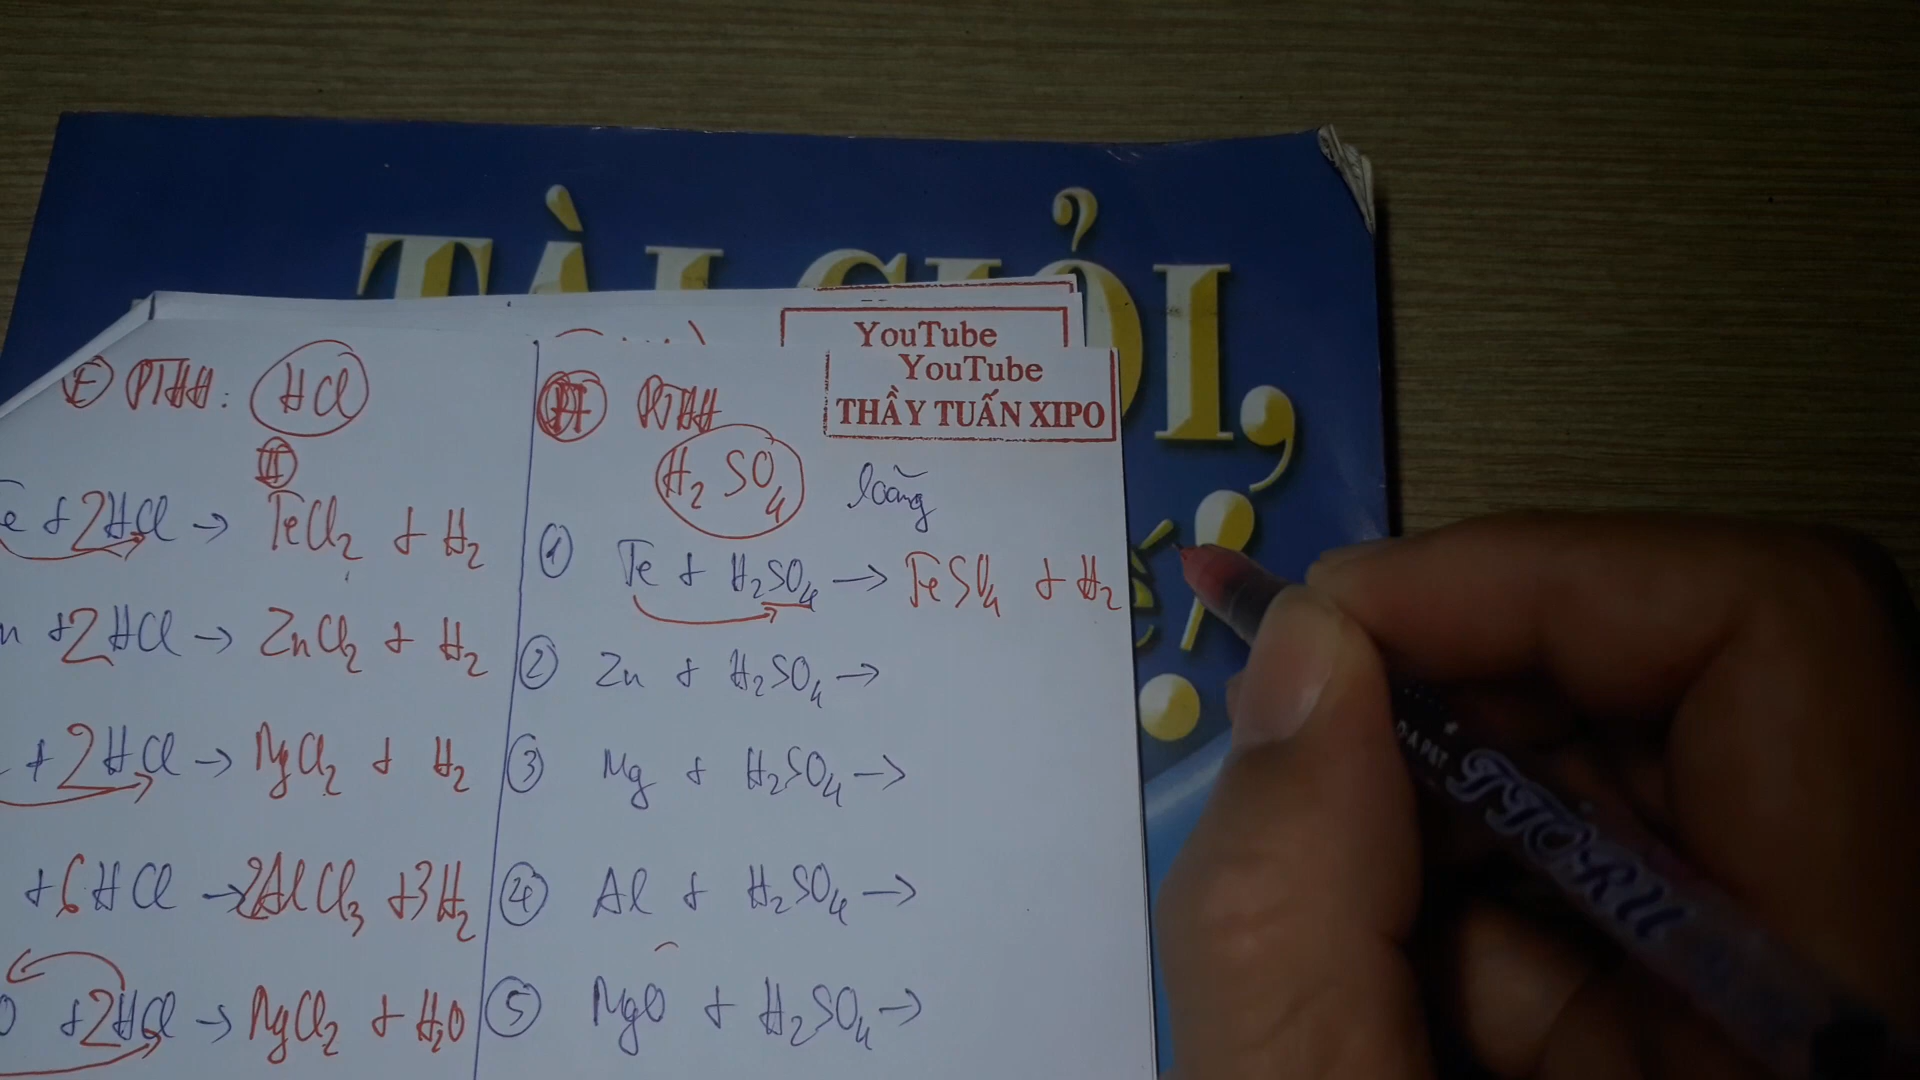 TÀI GIỎI,
YouTube
YouTube
THẦY TUẤN XIPO
PTHH: HCl
II
Fe + 2HCl → FeCl₂ + H₂
+ 2HCl → ZnCl₂ + H₂
+ 2HCl → MgCl₂ + H₂
+ 6HCl → 2AlCl₃ + 3H₂
+ 2HCl → MgCl₂ + H₂O
PTHH
H₂SO₄ loãng
① Fe + H₂SO₄ → FeSO₄ + H₂
② Zn + H₂SO₄ →
③ Mg + H₂SO₄ →
④ Al + H₂SO₄ →
⑤ MgO + H₂SO₄ →